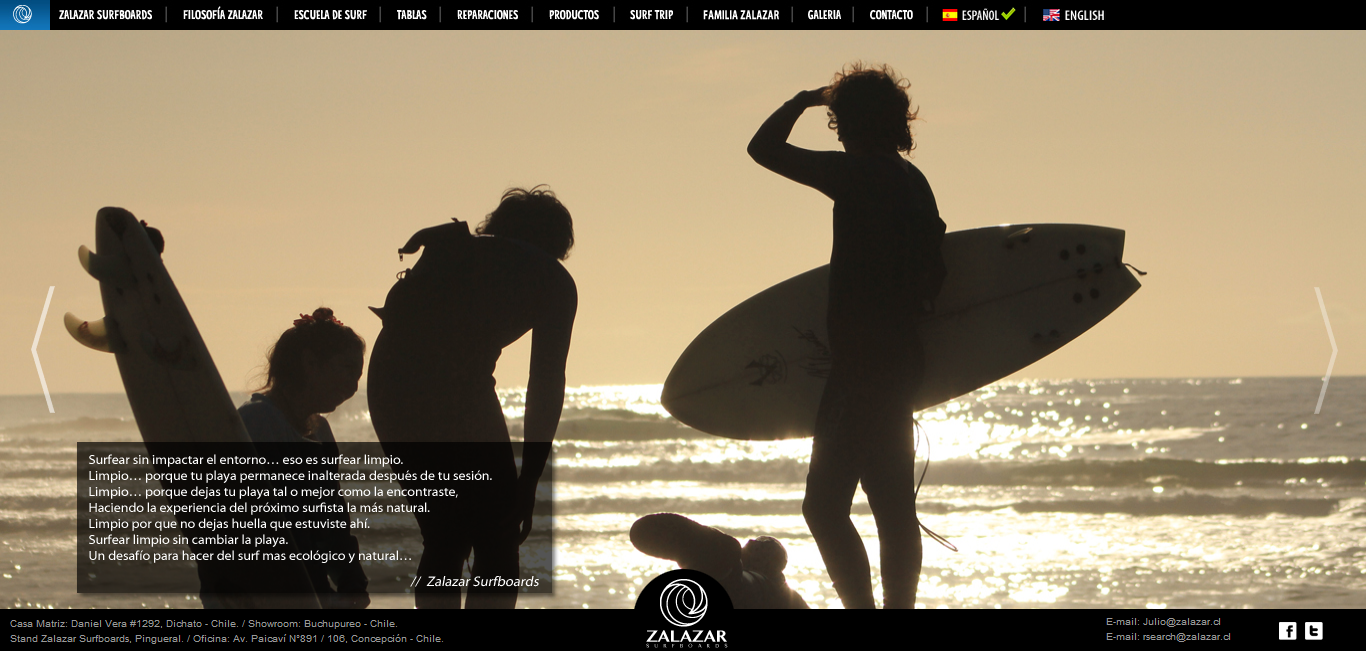 ZALAZAR SURFBOARDS | FILOSOFÍA ZALAZAR | ESCUELA DE SURF | TABLAS | REPARACIONES | PRODUCTOS | SURF TRIP | FAMILIA ZALAZAR | GALERIA | CONTACTO | ESPAÑOL | ENGLISH
Surfear sin impactar el entorno… eso es surfear limpio.
Limpio… porque tu playa permanece inalterada después de tu sesión.
Limpio… porque dejas tu playa tal o mejor como la encontraste,
Haciendo la experiencia del próximo surfista la más natural.
Limpio por que no dejas huella que estuviste ahí.
Surfear limpio sin cambiar la playa.
Un desafío para hacer del surf mas ecológico y natural…
// Zalazar Surfboards
Casa Matriz: Daniel Vera #1292, Dichato - Chile. / Showroom: Buchupureo - Chile.
Stand Zalazar Surfboards, Pingueral. / Oficina: Av. Paicaví N°891 / 106, Concepción - Chile.
ZALAZAR
SURFBOARDS
E-mail: Julio@zalazar.cl
E-mail: rsearch@zalazar.cl